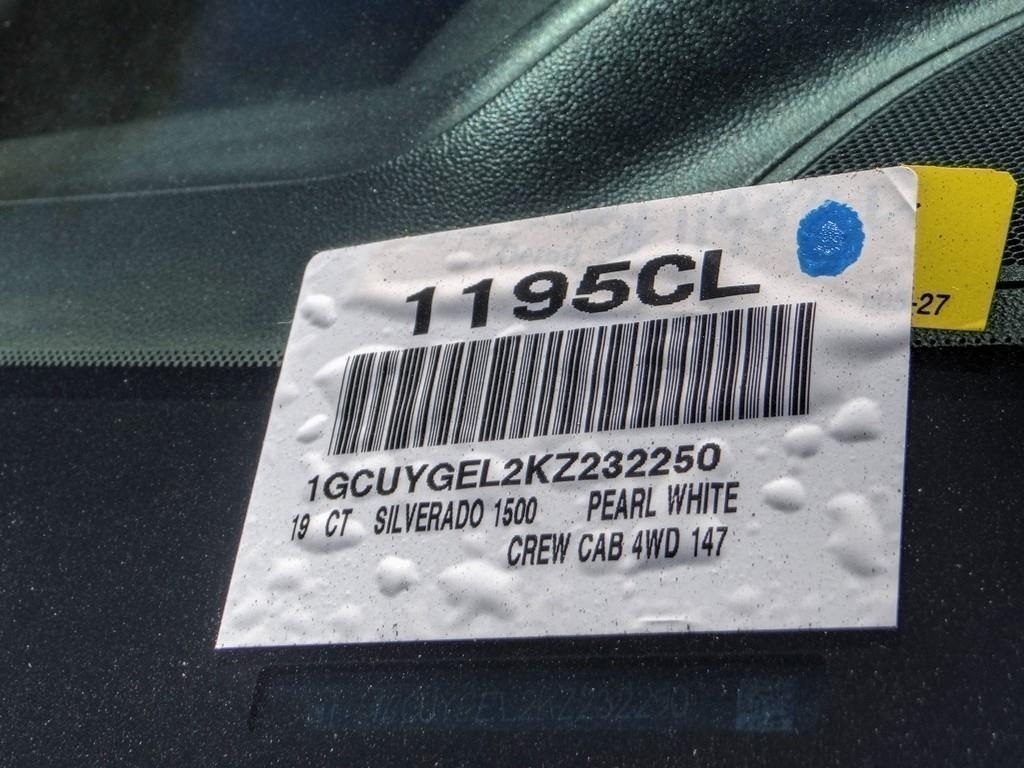 1195CL
-27
1GCUYGEL2KZ232250
19 CT SILVERADO 1500 PEARL WHITE
CREW CAB 4WD 147